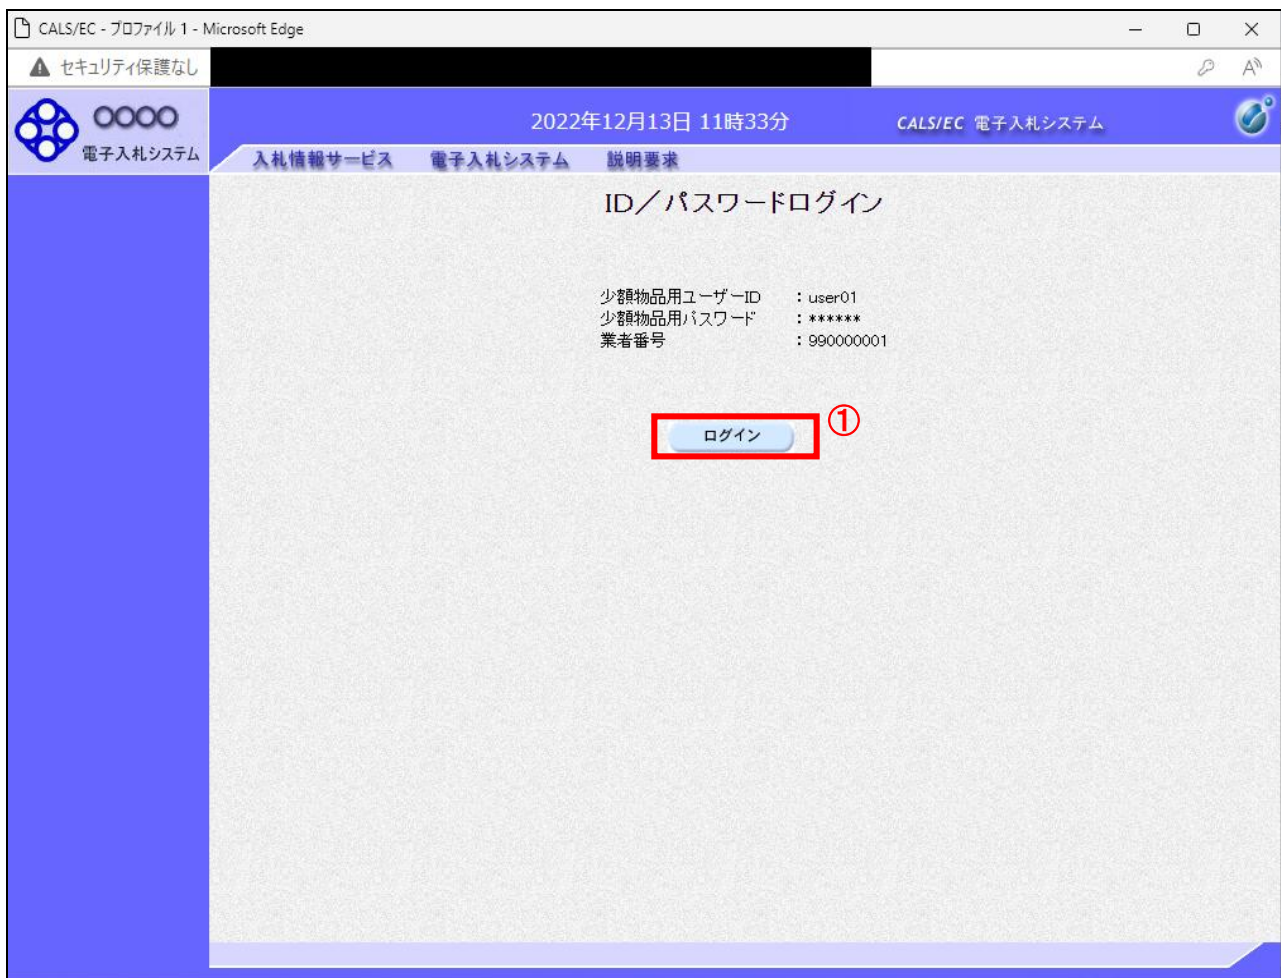 CALS/EC - プロファイル 1 - Microsoft Edge
セキュリティ保護なし
○○○○
電子入札システム
2022年12月13日 11時33分
CALS/EC 電子入札システム
入札情報サービス 電子入札システム 説明要求
ID/パスワードログイン
少額物品用ユーザーID :user01
少額物品用パスワード :******
業者番号 :990000001
ログイン
①